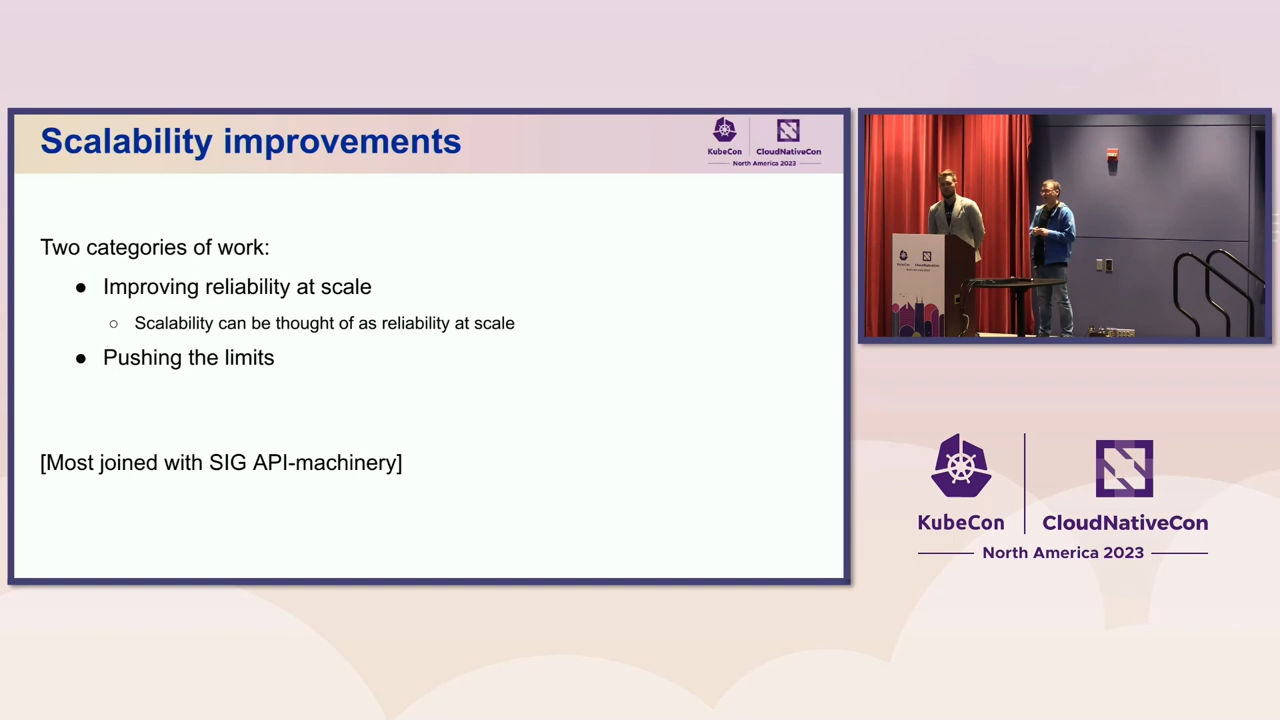 Scalability improvements
KubeCon
CloudNativeCon
North America 2023
Two categories of work:
● Improving reliability at scale
○ Scalability can be thought of as reliability at scale
● Pushing the limits
[Most joined with SIG API-machinery]
KubeCon
CloudNativeCon
North America 2023